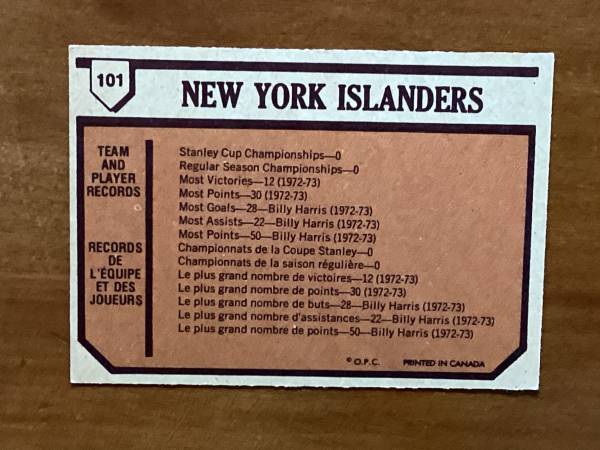 101
NEW YORK ISLANDERS
TEAM
AND
PLAYER
RECORDS
Stanley Cup Championships—0
Regular Season Championships—0
Most Victories—12 (1972-73)
Most Points—30 (1972-73)
Most Goals—28—Billy Harris (1972-73)
Most Assists—22—Billy Harris (1972-73)
Most Points—50—Billy Harris (1972-73)
RECORDS
DE
L'ÉQUIPE
ET DES
JOUEURS
Championnats de la Coupe Stanley—0
Championnats de la saison régulière—0
Le plus grand nombre de victoires—12 (1972-73)
Le plus grand nombre de points—30 (1972-73)
Le plus grand nombre de buts—28—Billy Harris (1972-73)
Le plus grand nombre d'assistances—22—Billy Harris (1972-73)
Le plus grand nombre de points—50—Billy Harris (1972-73)
© O.P.C. PRINTED IN CANADA